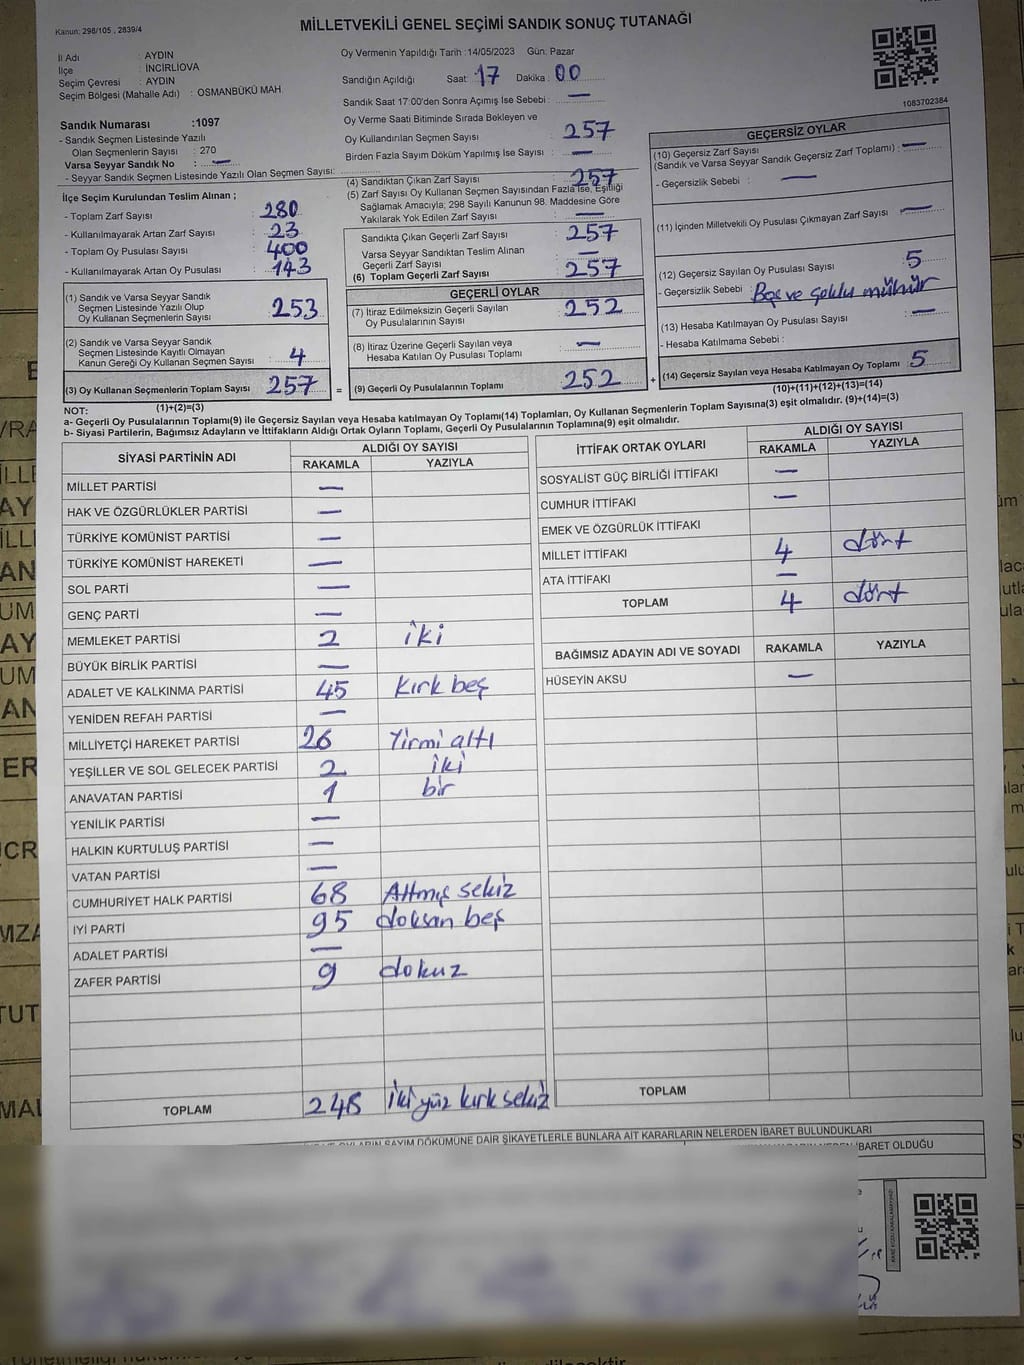 Kanun: 298/105 , 2839/4
MİLLETVEKİLİ GENEL SEÇİMİ SANDIK SONUÇ TUTANAĞI
İl Adı : AYDIN
İlçe : İNCİRLİOVA
Seçim Çevresi : AYDIN
Seçim Bölgesi (Mahalle Adı) : OSMANBÜKÜ MAH.
Sandık Numarası :1097
- Sandık Seçmen Listesinde Yazılı
Olan Seçmenlerin Sayısı : 270
Varsa Seyyar Sandık No : —
- Seyyar Sandık Seçmen Listesinde Yazılı Olan Seçmen Sayısı:
Oy Vermenin Yapıldığı Tarih :14/05/2023 Gün: Pazar
Sandığın Açıldığı Saat: 17 Dakika: 00
Sandık Saat 17:00'den Sonra Açımış İse Sebebi : —
Oy Verme Saati Bitiminde Sırada Bekleyen ve
Oy Kullandırılan Seçmen Sayısı 257
Birden Fazla Sayım Döküm Yapılmış İse Sayısı : —
1083702384
İlçe Seçim Kurulundan Teslim Alınan ;
- Toplam Zarf Sayısı : 280
- Kullanılmayarak Artan Zarf Sayısı : 23
- Toplam Oy Pusulası Sayısı : 400
- Kullanılmayarak Artan Oy Pusulası : 143
(1) Sandık ve Varsa Seyyar Sandık
Seçmen Listesinde Yazılı Olup
Oy Kullanan Seçmenlerin Sayısı 253
(2) Sandık ve Varsa Seyyar Sandık
Seçmen Listesinde Kayıtlı Olmayan
Kanun Gereği Oy Kullanan Seçmen Sayısı 4
(3) Oy Kullanan Seçmenlerin Toplam Sayısı 257 =
(1)+(2)=(3)
(4) Sandıktan Çıkan Zarf Sayısı 257
(5) Zarf Sayısı Oy Kullanan Seçmen Sayısından Fazla İse, Eşitliği
Sağlamak Amacıyla; 298 Sayılı Kanunun 98. Maddesine Göre
Yakılarak Yok Edilen Zarf Sayısı —
Sandıkta Çıkan Geçerli Zarf Sayısı 257
Varsa Seyyar Sandıktan Teslim Alınan
Geçerli Zarf Sayısı —
(6) Toplam Geçerli Zarf Sayısı 257
GEÇERLİ OYLAR
(7) İtiraz Edilmeksizin Geçerli Sayılan
Oy Pusulalarının Sayısı: 252
(8) İtiraz Üzerine Geçerli Sayılan veya
Hesaba Katılan Oy Pusulası Toplamı —
(9) Geçerli Oy Pusulalarının Toplamı 252 +
GEÇERSİZ OYLAR
(10) Geçersiz Zarf Sayısı
(Sandık ve Varsa Seyyar Sandık Geçersiz Zarf Toplamı) : —
- Geçersizlik Sebebi : —
(11) İçinden Milletvekili Oy Pusulası Çıkmayan Zarf Sayısı —
(12) Geçersiz Sayılan Oy Pusulası Sayısı 5
- Geçersizlik Sebebi Boş ve Çoklu mühür
(13) Hesaba Katılmayan Oy Pusulası Sayısı —
- Hesaba Katılmama Sebebi :
(14) Geçersiz Sayılan veya Hesaba Katılmayan Oy Toplamı 5
(10)+(11)+(12)+(13)=(14)
NOT:
a- Geçerli Oy Pusulalarının Toplamı(9) ile Geçersiz Sayılan veya Hesaba katılmayan Oy Toplamı(14) Toplamları, Oy Kullanan Seçmenlerin Toplam Sayısına(3) eşit olmalıdır. (9)+(14)=(3)
b- Siyasi Partilerin, Bağımsız Adayların ve İttifakların Aldığı Ortak Oyların Toplamı, Geçerli Oy Pusulalarının Toplamına(9) eşit olmalıdır.
SİYASİ PARTİNİN ADI ALDIĞI OY SAYISI
RAKAMLA YAZIYLA
MİLLET PARTİSİ —
HAK VE ÖZGÜRLÜKLER PARTİSİ —
TÜRKİYE KOMÜNİST PARTİSİ —
TÜRKİYE KOMÜNİST HAREKETİ —
SOL PARTİ —
GENÇ PARTİ —
MEMLEKET PARTİSİ 2 iki
BÜYÜK BİRLİK PARTİSİ —
ADALET VE KALKINMA PARTİSİ 45 Kırk beş
YENİDEN REFAH PARTİSİ —
MİLLİYETÇİ HAREKET PARTİSİ 26 Yirmi altı
YEŞİLLER VE SOL GELECEK PARTİSİ 2 iki
ANAVATAN PARTİSİ 1 bir
YENİLİK PARTİSİ —
HALKIN KURTULUŞ PARTİSİ —
VATAN PARTİSİ —
CUMHURİYET HALK PARTİSİ 68 Altmış sekiz
İYİ PARTİ 95 doksan beş
ADALET PARTİSİ —
ZAFER PARTİSİ 9 dokuz
TOPLAM 248 iki yüz kırk sekiz
İTTİFAK ORTAK OYLARI ALDIĞI OY SAYISI
RAKAMLA YAZIYLA
SOSYALİST GÜÇ BİRLİĞİ İTTİFAKI —
CUMHUR İTTİFAKI —
EMEK VE ÖZGÜRLÜK İTTİFAKI
MİLLET İTTİFAKI 4 dört
ATA İTTİFAKI —
TOPLAM 4 dört
BAĞIMSIZ ADAYIN ADI VE SOYADI RAKAMLA YAZIYLA
HÜSEYİN AKSU —
TOPLAM
OYLARIN SAYIM DÖKÜMÜNE DAİR ŞİKAYETLERLE BUNLARA AİT KARARLARIN NELERDEN İBARET BULUNDUKLARI
İBARET OLDUĞU